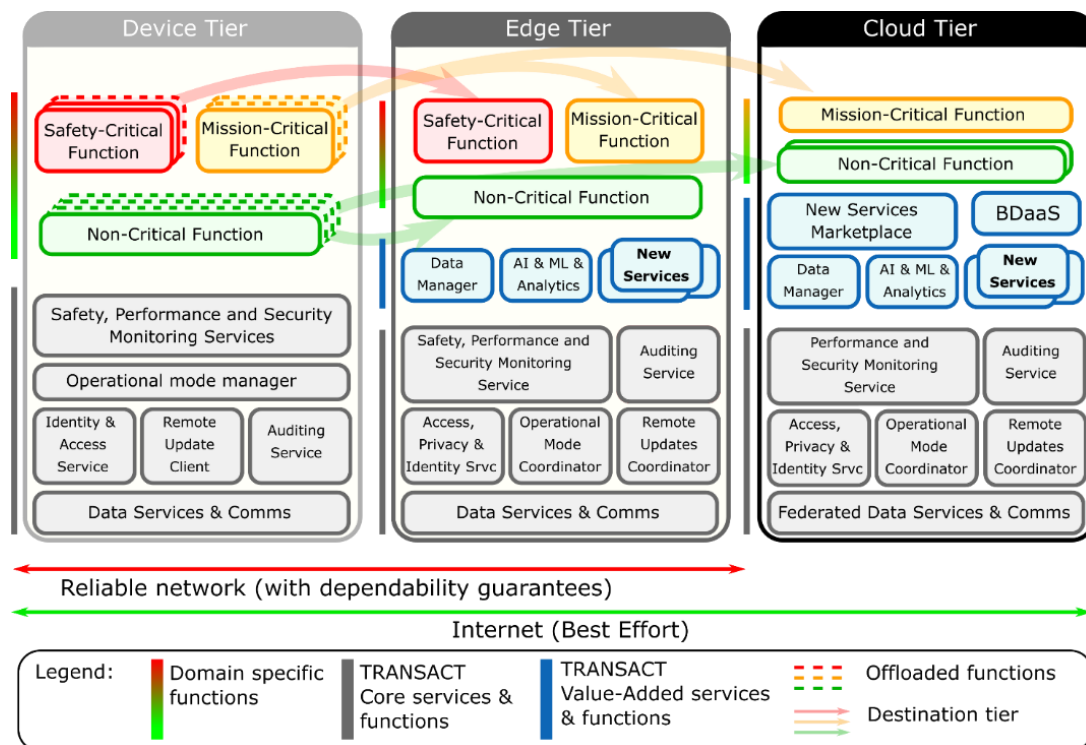 Device Tier
Edge Tier
Cloud Tier
Safety-Critical
Function
Mission-Critical
Function
Non-Critical Function
Safety, Performance and Security
Monitoring Services
Operational mode manager
Identity &
Access
Service
Remote
Update
Client
Auditing
Service
Data Services & Comms
Safety-Critical
Function
Mission-Critical
Function
Non-Critical Function
Data
Manager
AI & ML &
Analytics
New
Services
Safety, Performance and
Security Monitoring
Service
Auditing
Service
Access,
Privacy &
Identity Srvc
Operational
Mode
Coordinator
Remote
Updates
Coordinator
Data Services & Comms
Mission-Critical Function
Non-Critical Function
New Services
Marketplace
BDaaS
Data
Manager
AI & ML &
Analytics
New
Services
Performance and
Security Monitoring
Service
Auditing
Service
Access,
Privacy &
Identity Srvc
Operational
Mode
Coordinator
Remote
Updates
Coordinator
Federated Data Services & Comms
Reliable network (with dependability guarantees)
Internet (Best Effort)
Legend:
Domain specific
functions
TRANSACT
Core services &
functions
TRANSACT
Value-Added services
& functions
Offloaded functions
Destination tier